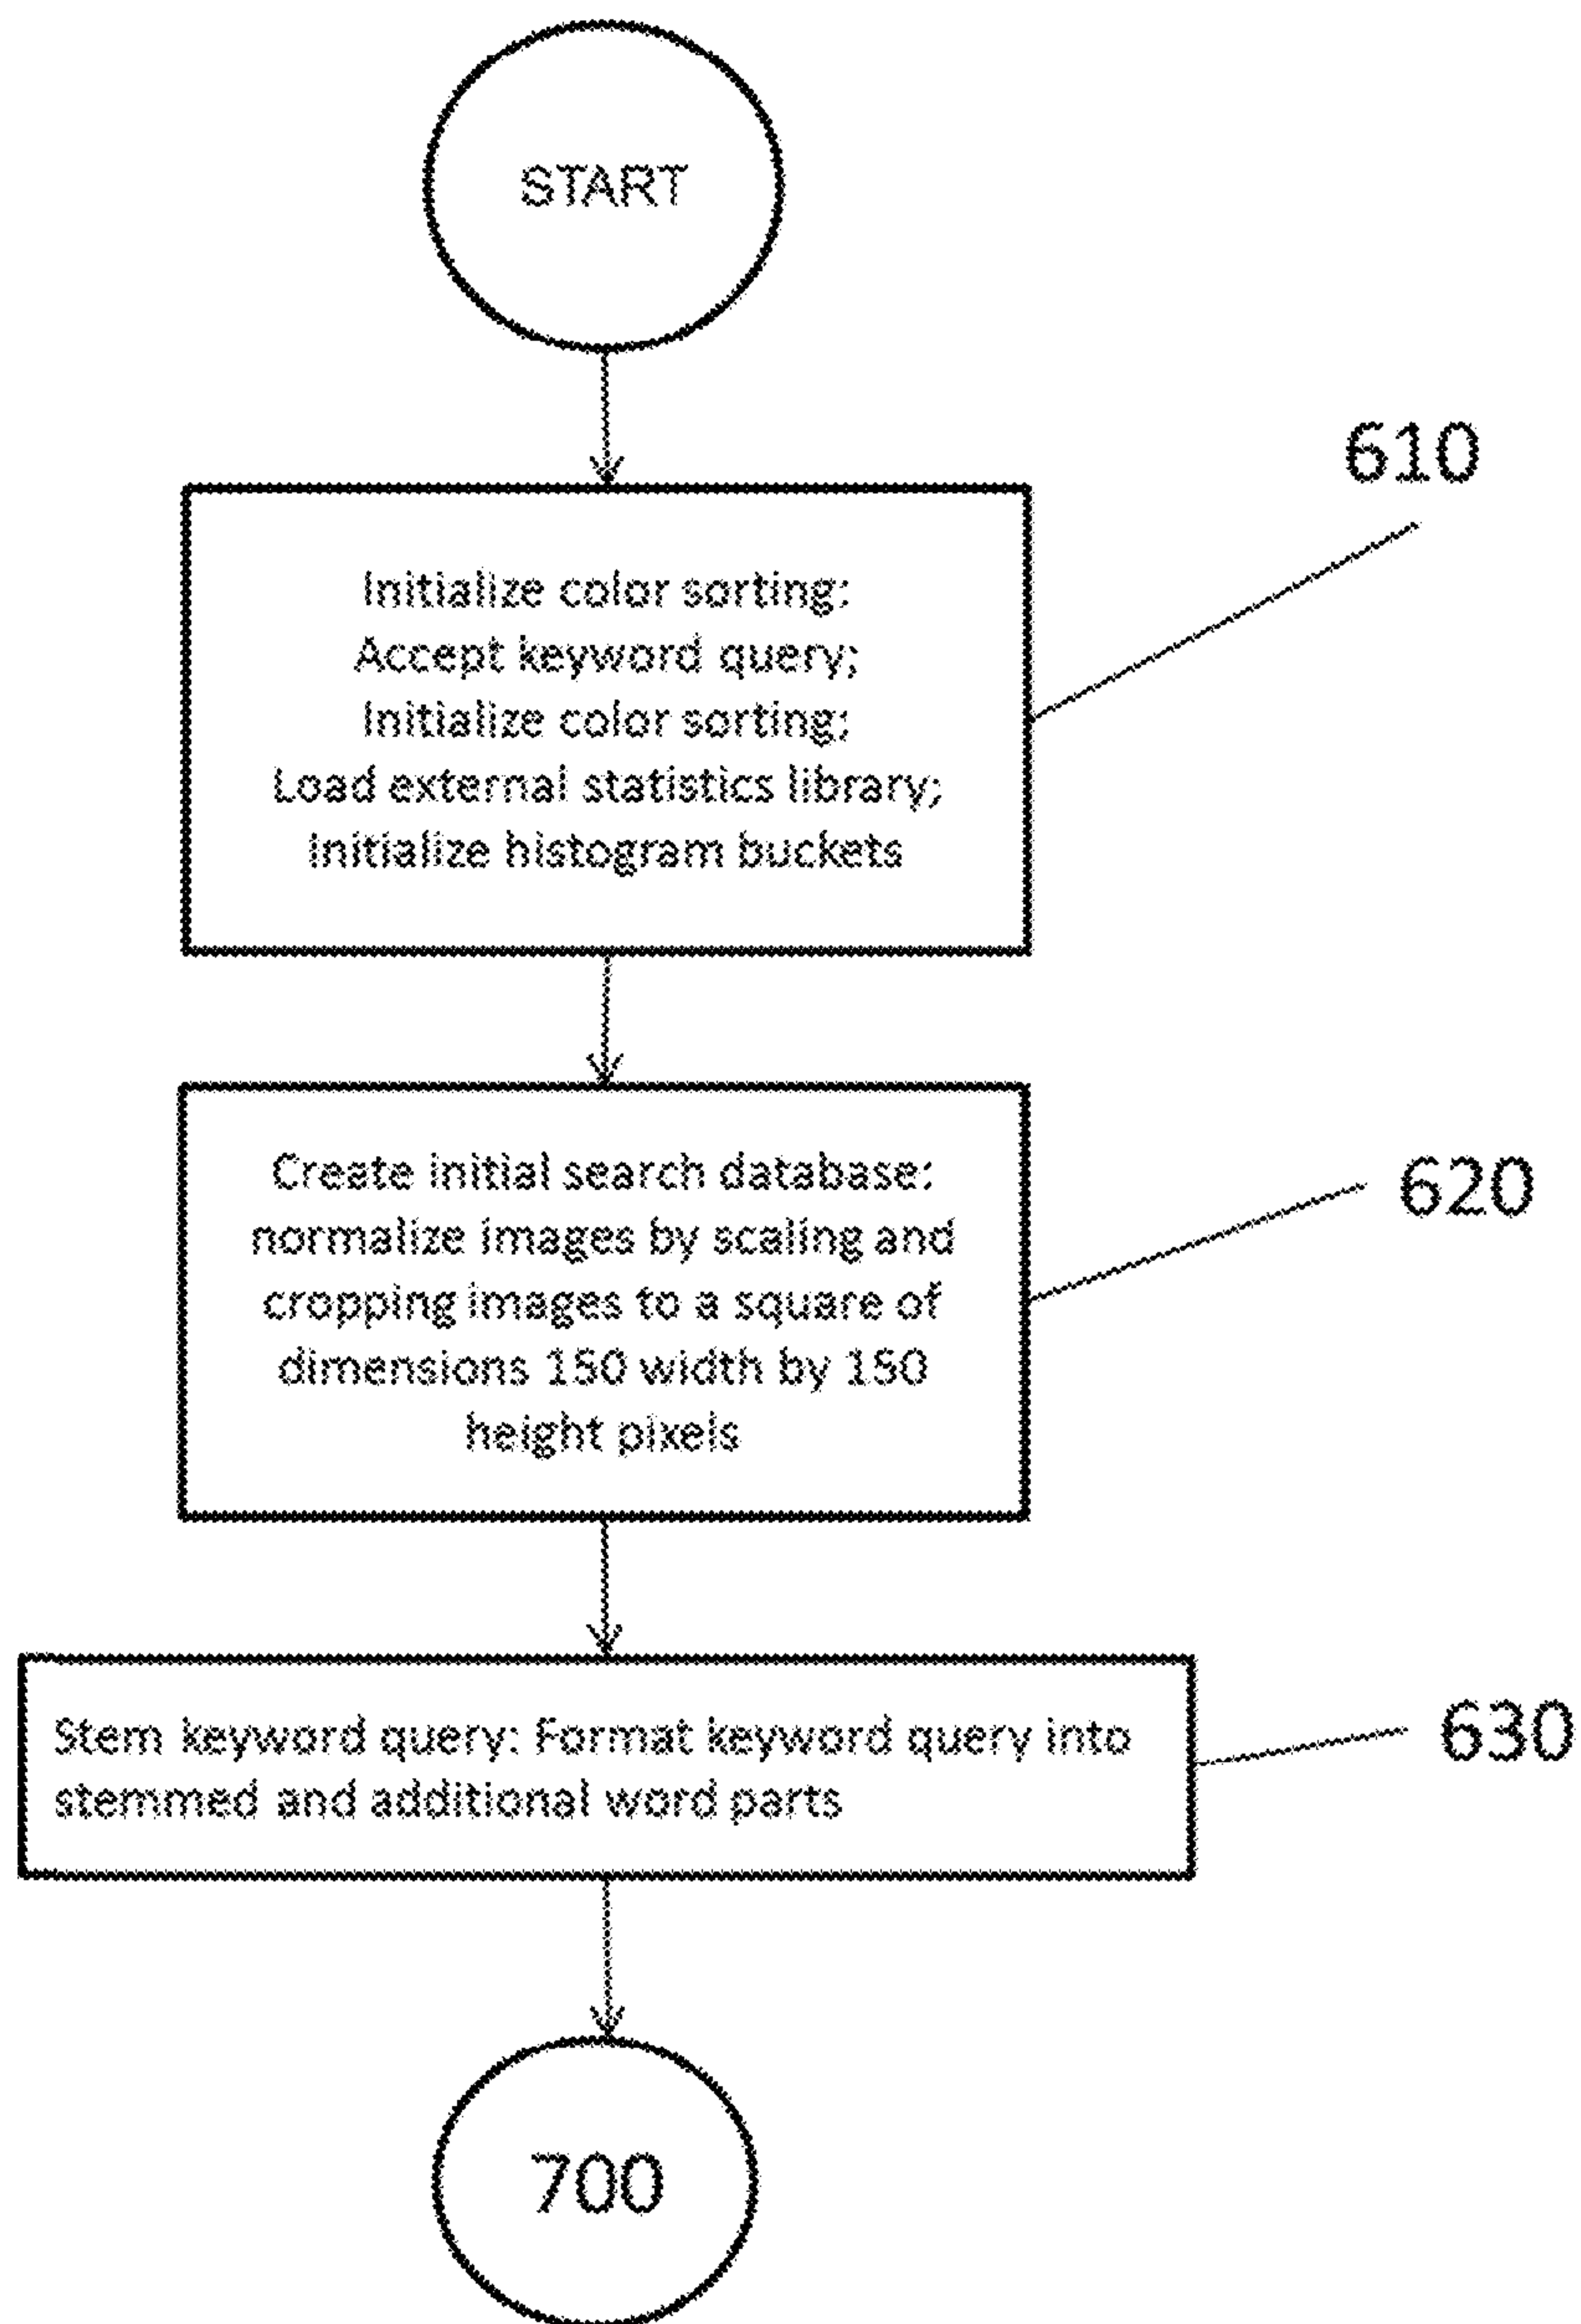 START
610
Initialize color sorting:
Accept keyword query;
Initialize color sorting;
Load external statistics library;
Initialize histogram buckets
620
Create initial search database:
normalize images by scaling and
cropping images to a square of
dimensions 150 width by 150
height pixels
630
Stem keyword query: Format keyword query into
stemmed and additional word parts
700